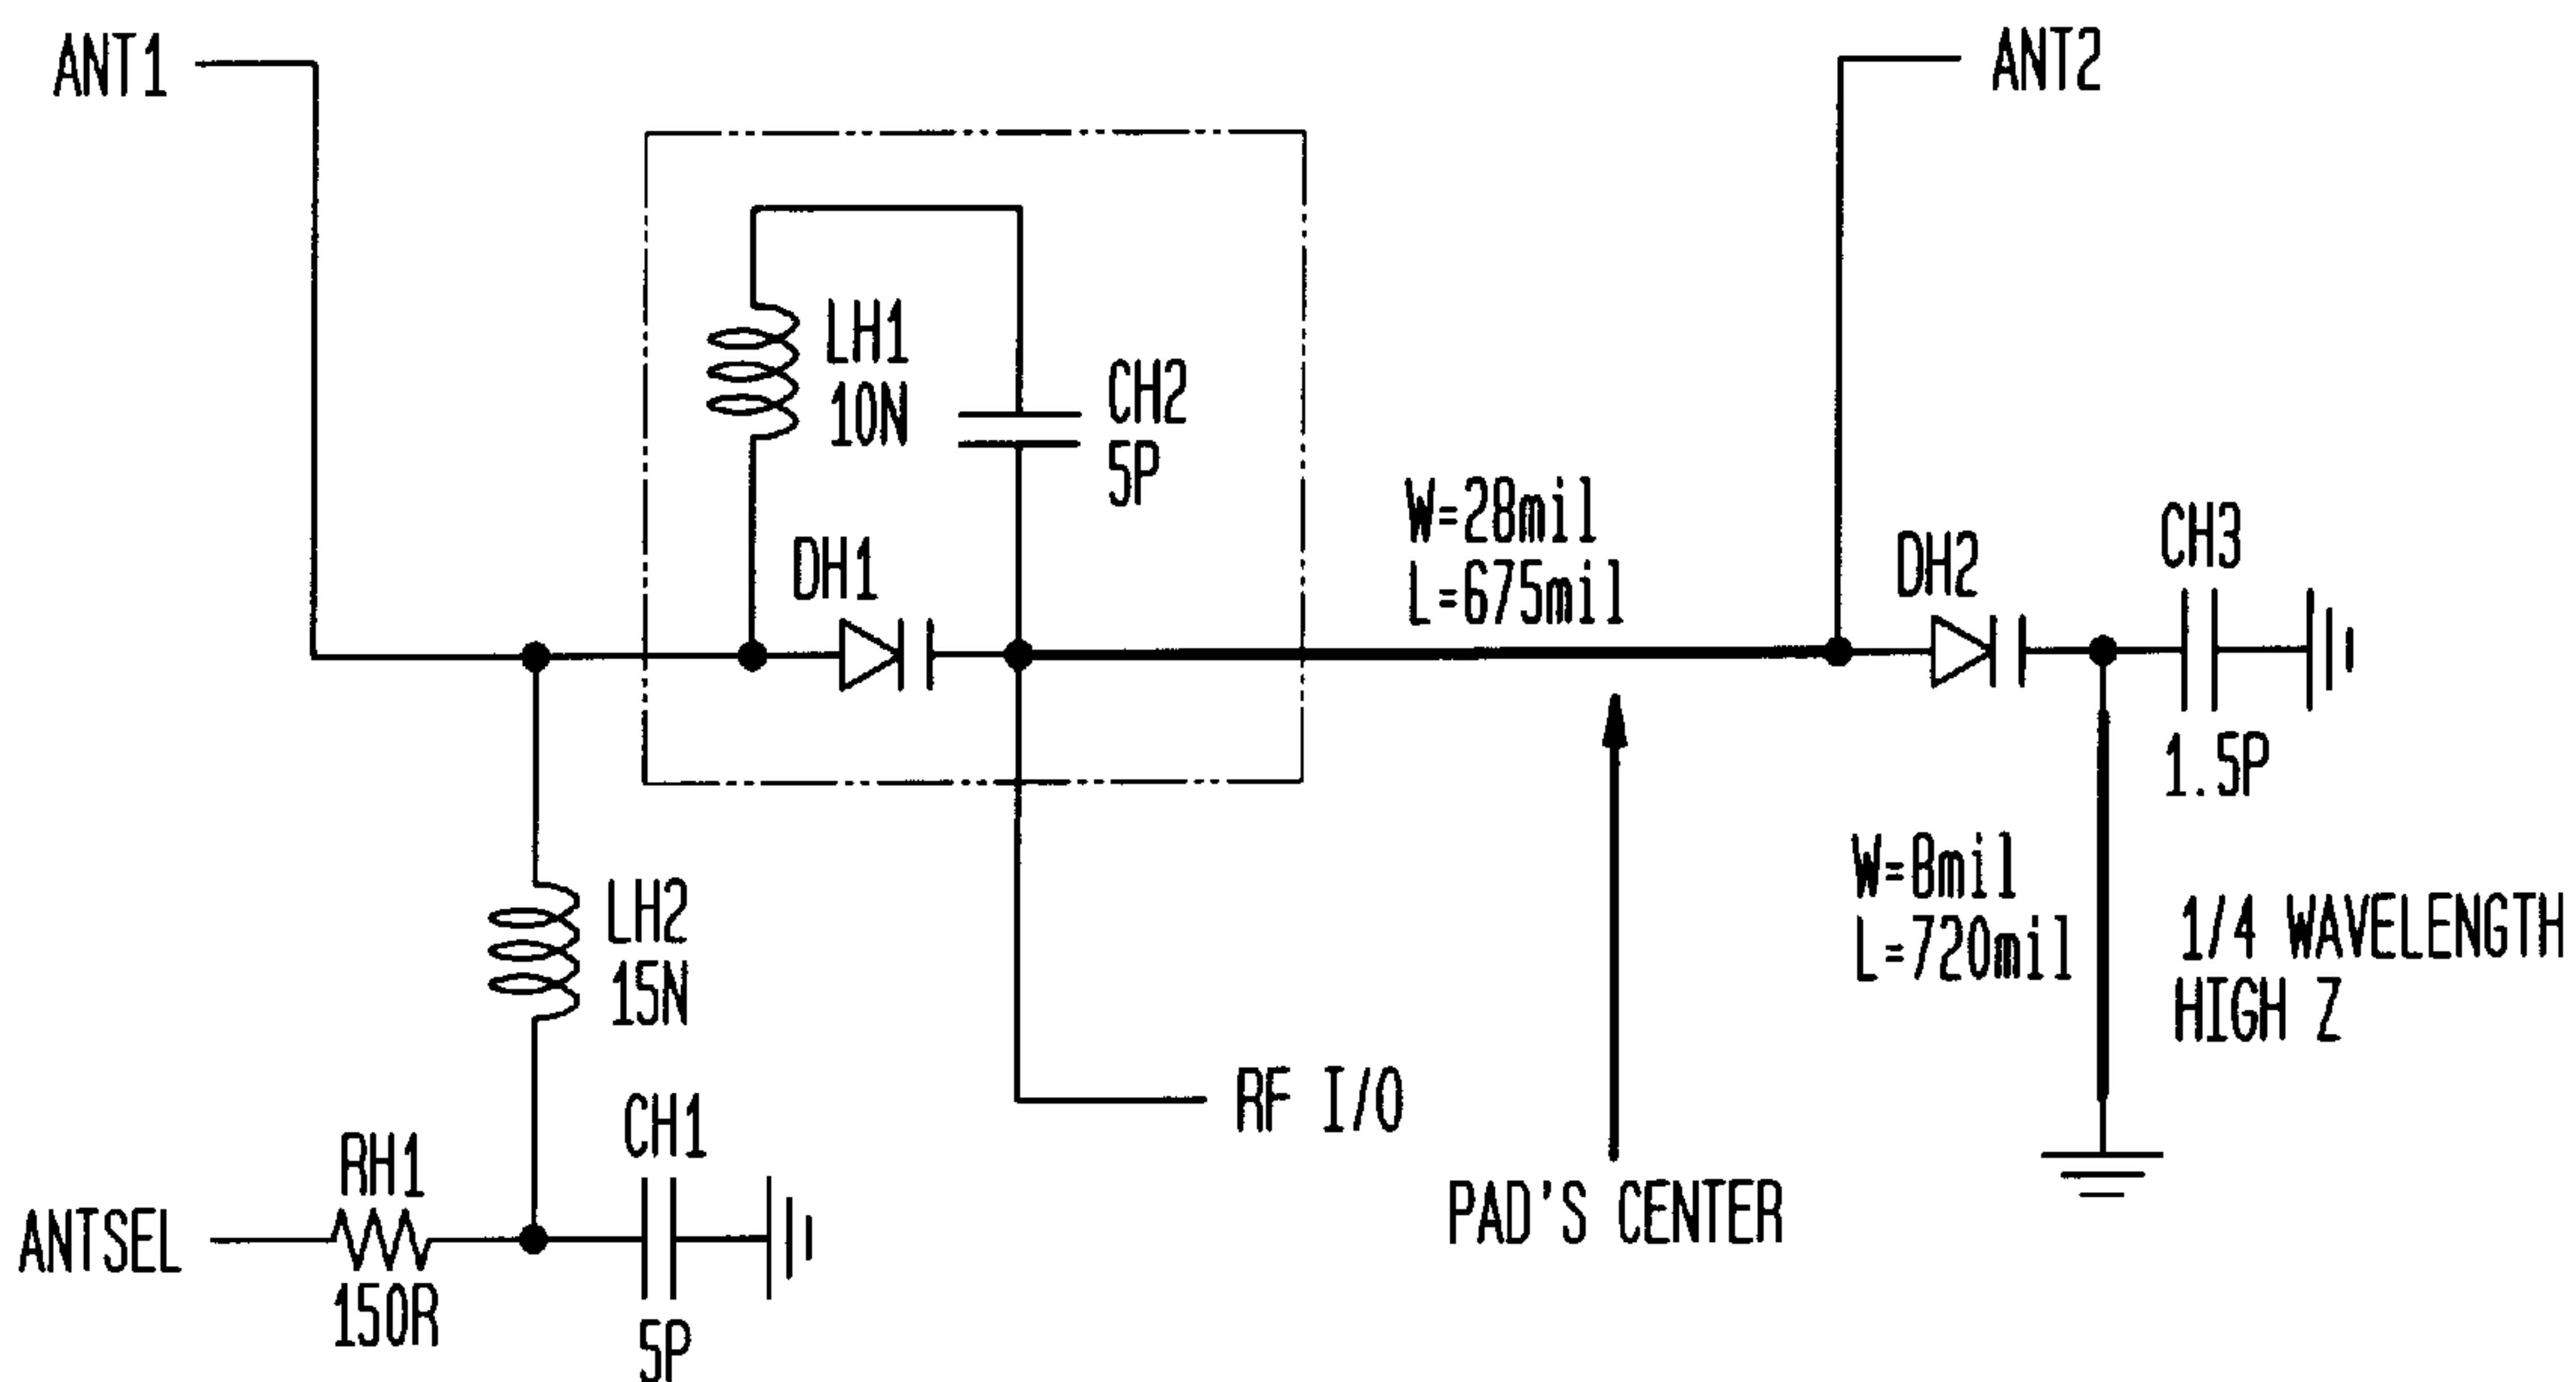 ANT1
ANT2
LH1
10N
CH2
5P
DH1
W=28mil
L=675mil
DH2
CH3
1.5P
W=8mil
L=720mil
1/4 WAVELENGTH
HIGH Z
LH2
15N
RF I/O
PAD'S CENTER
CH1
5P
RH1
150R
ANTSEL